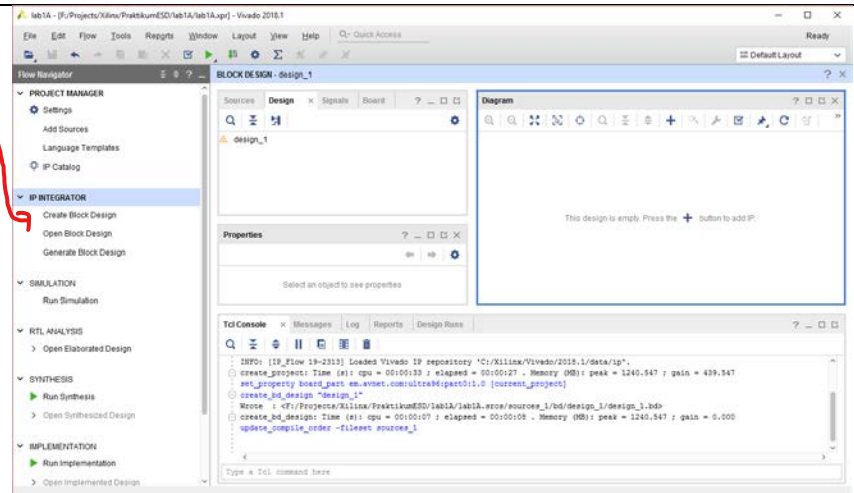 lab1A - [F:/Projects/Xilinx/PraktikumESD/lab1A/lab1A.xpr] - Vivado 2018.1
File Edit Flow Tools Reports Window Layout View Help Quick Access
Ready
Default Layout
Flow Navigator
PROJECT MANAGER
Settings
Add Sources
Language Templates
IP Catalog
IP INTEGRATOR
Create Block Design
Open Block Design
Generate Block Design
SIMULATION
Run Simulation
RTL ANALYSIS
Open Elaborated Design
SYNTHESIS
Run Synthesis
Open Synthesized Design
IMPLEMENTATION
Run Implementation
Open Implemented Design
BLOCK DESIGN - design_1
Sources Design Signals Board
design_1
Properties
Select an object to see properties
Diagram
This design is empty. Press the + button to add IP.
Tcl Console Messages Log Reports Design Runs
INFO: [IP_Flow 19-2313] Loaded Vivado IP repository 'C:/Xilinx/Vivado/2018.1/data/ip'.
create_project: Time (s): cpu = 00:00:33 ; elapsed = 00:00:27 . Memory (MB): peak = 1240.547 ; gain = 439.547
set_property board_part em.avnet.com:ultra96:part0:1.0 [current_project]
create_bd_design "design_1"
Wrote : <F:/Projects/Xilinx/PraktikumESD/lab1A/lab1A.srcs/sources_1/bd/design_1/design_1.bd>
create_bd_design: Time (s): cpu = 00:00:07 ; elapsed = 00:00:08 . Memory (MB): peak = 1240.547 ; gain = 0.000
update_compile_order -fileset sources_1
Type a Tcl command here